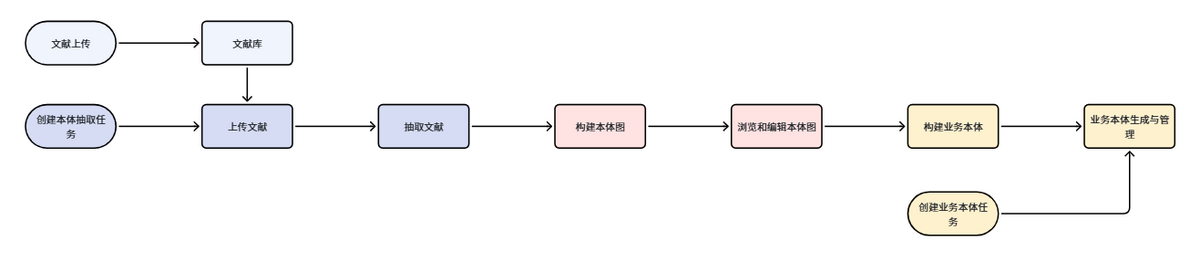 文献上传
文献库
创建本体抽取任
务
上传文献
抽取文献
构建本体图
浏览和编辑本体图
构建业务本体
业务本体生成与管
理
创建业务本体任
务